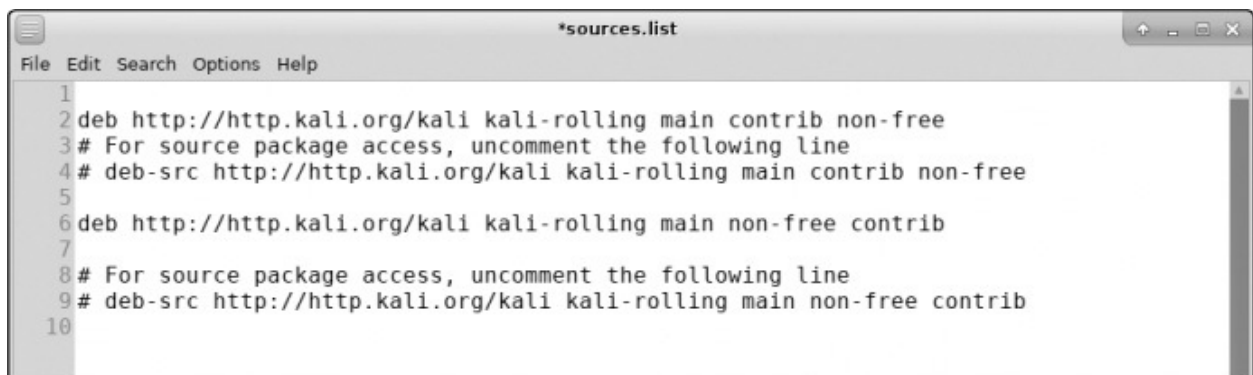 *sources.list
File Edit Search Options Help
1
2 deb http://http.kali.org/kali kali-rolling main contrib non-free
3 # For source package access, uncomment the following line
4 # deb-src http://http.kali.org/kali kali-rolling main contrib non-free
5
6 deb http://http.kali.org/kali kali-rolling main non-free contrib
7
8 # For source package access, uncomment the following line
9 # deb-src http://http.kali.org/kali kali-rolling main non-free contrib
10